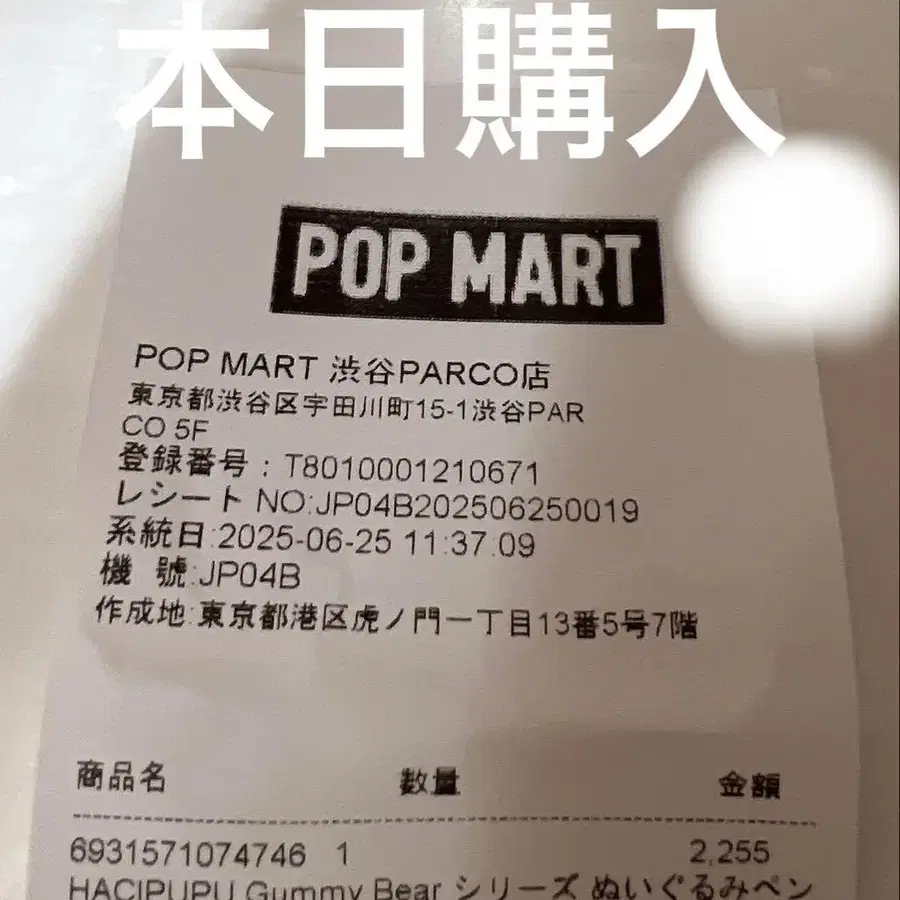 本日購入
POP MART
POP MART 渋谷PARCO店
東京都渋谷区宇田川町15-1渋谷PAR
CO 5F
登録番号：T8010001210671
レシート NO:JP04B202506250019
系統日:2025-06-25 11:37:09
機 號:JP04B
作成地:東京都港区虎ノ門一丁目13番5号7階
商品名 数量 金額
6931571074746 1 2,255
HACIPUPU Gummy Bear シリーズ ぬいぐるみペン